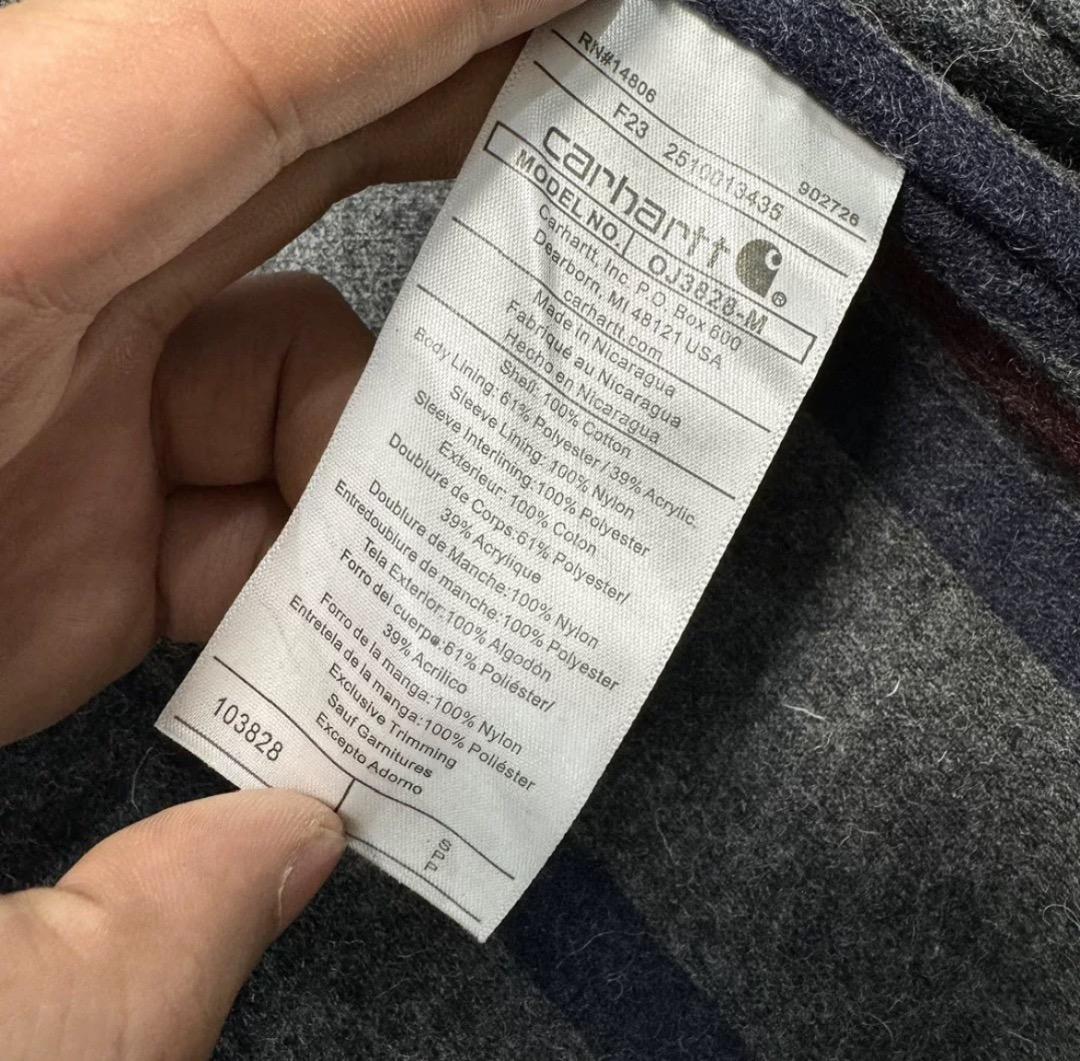 RN#14806 902726
F23 2510013435
carhartt ®
MODEL NO. OJ3828-M
Carhartt, Inc. P.O. Box 600
Dearborn, MI 48121 USA
carhartt.com
Made in Nicaragua
Fabriqué au Nicaragua
Hecho en Nicaragua
Shell: 100% Cotton
Body Lining: 61% Polyester / 39% Acrylic.
Sleeve Lining: 100% Nylon
Sleeve Interlining:100% Polyester
Exterieur: 100% Coton
Doublure de Corps:61% Polyester/
39% Acrylique
Doublure de Manche:100% Nylon
Entredoublure de manche:100% Polyester
Tela Exterior:100% Algodón
Forro del cuerpo:61% Poliéster/
39% Acrilico
Forro de la manga:100% Nylon
Entretela de la manga:100% Poliéster
Exclusive Trimming
Sauf Garnitures
Excepto Adorno
103828
SPP